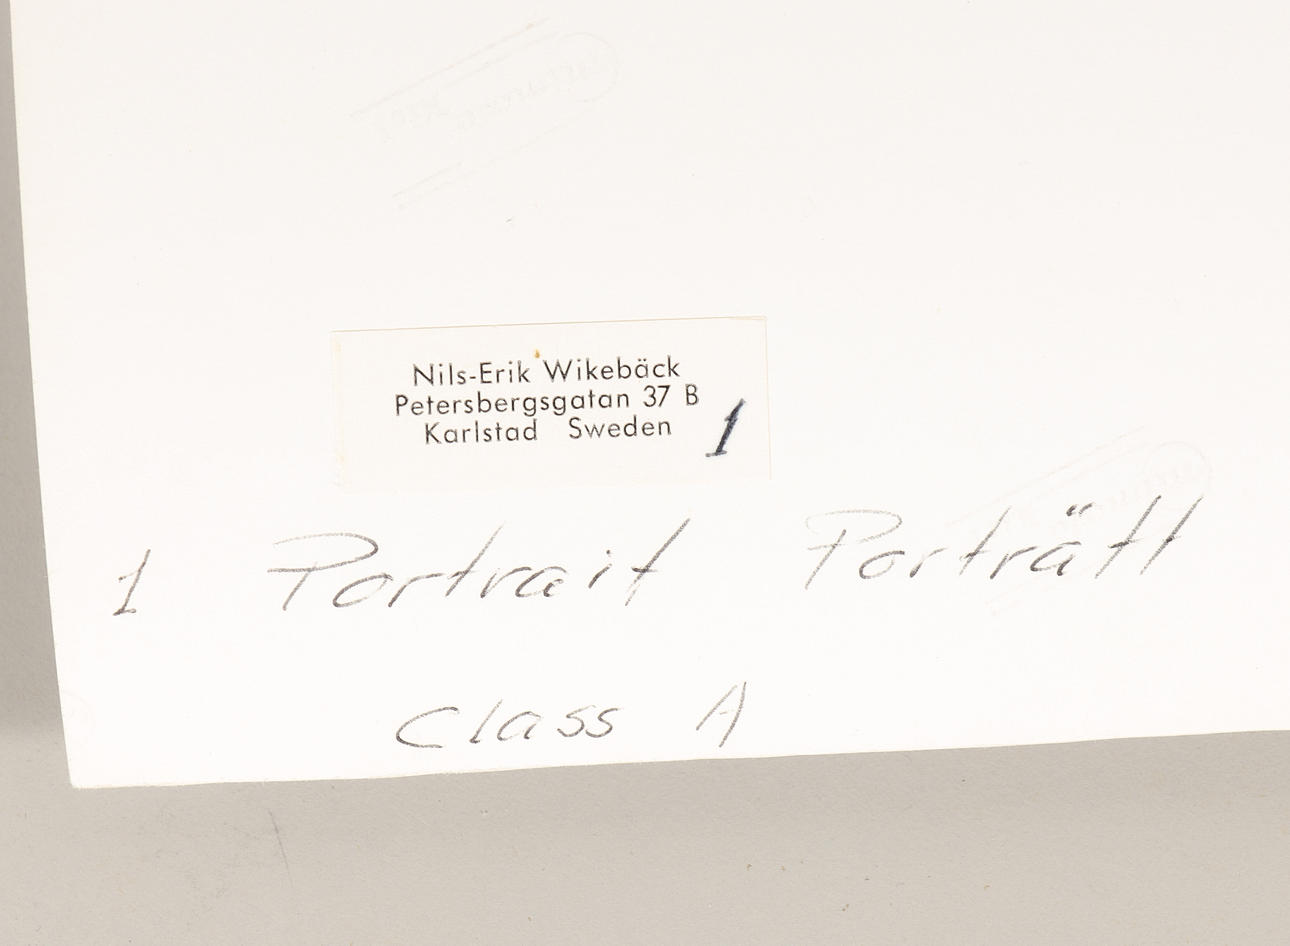 Nils-Erik Wikebäck
Petersbergsgatan 37 B
Karlstad Sweden
1
1 Portrait Porträtt
Class A